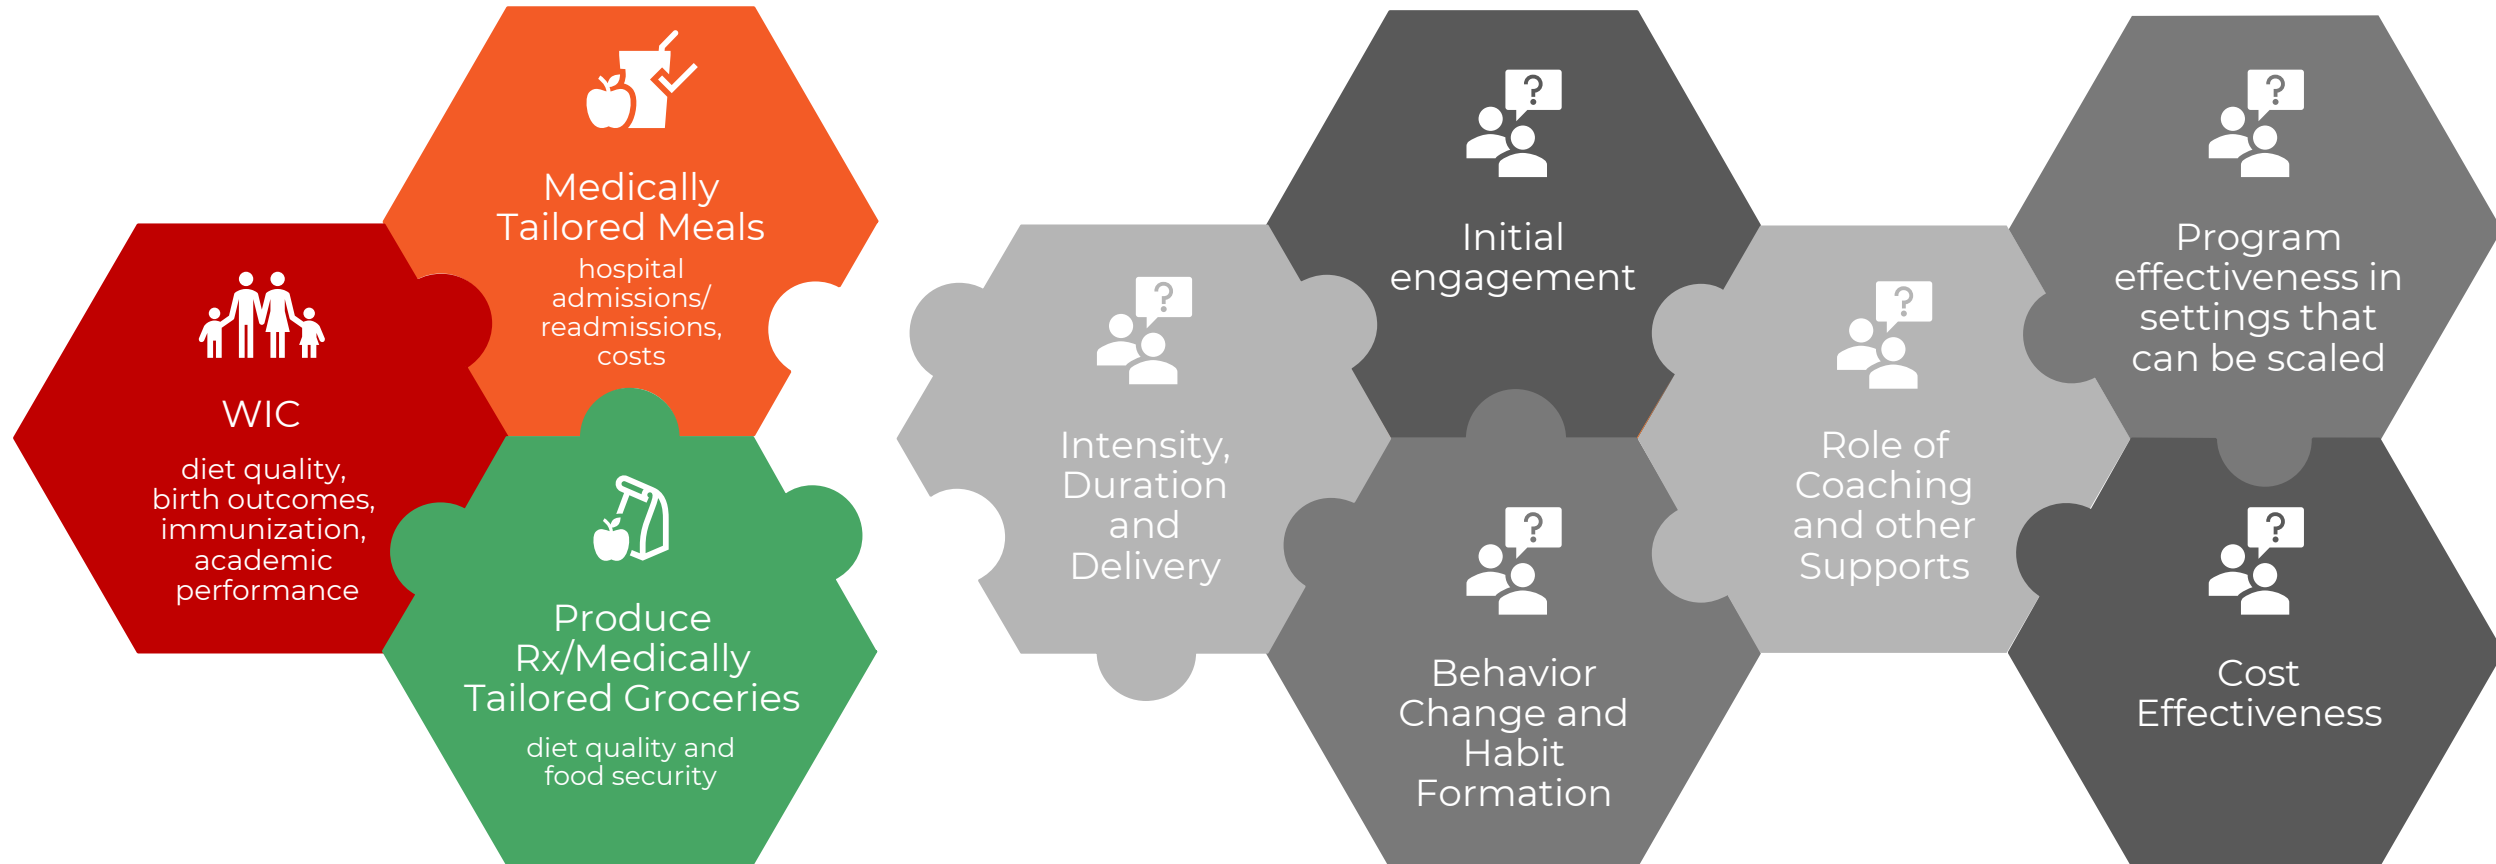 Medically
Tailored Meals
hospital
admissions/
readmissions,
costs
WIC
diet quality,
birth outcomes,
immunization,
academic
performance
Produce
Rx/Medically
Tailored Groceries
diet quality and
food security
?
Intensity,
Duration
and
Delivery
?
Initial
engagement
?
Behavior
Change and
Habit
Formation
?
Role of
Coaching
and other
Supports
?
Program
effectiveness in
settings that
can be scaled
?
Cost
Effectiveness